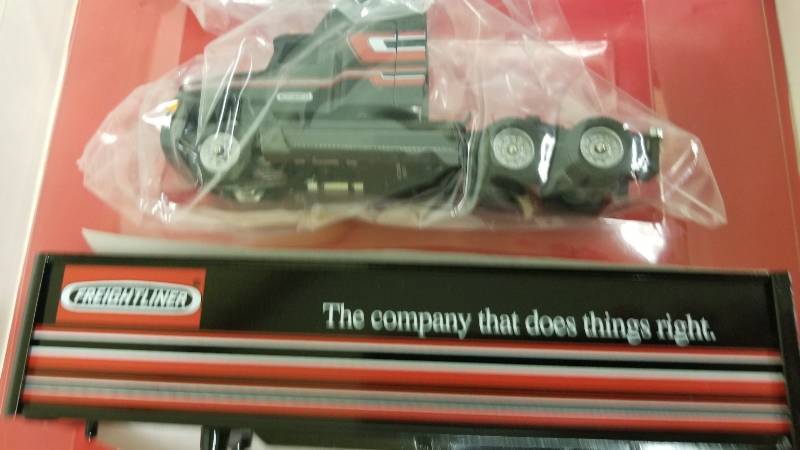 FREIGHTLINER
The company that does things right.